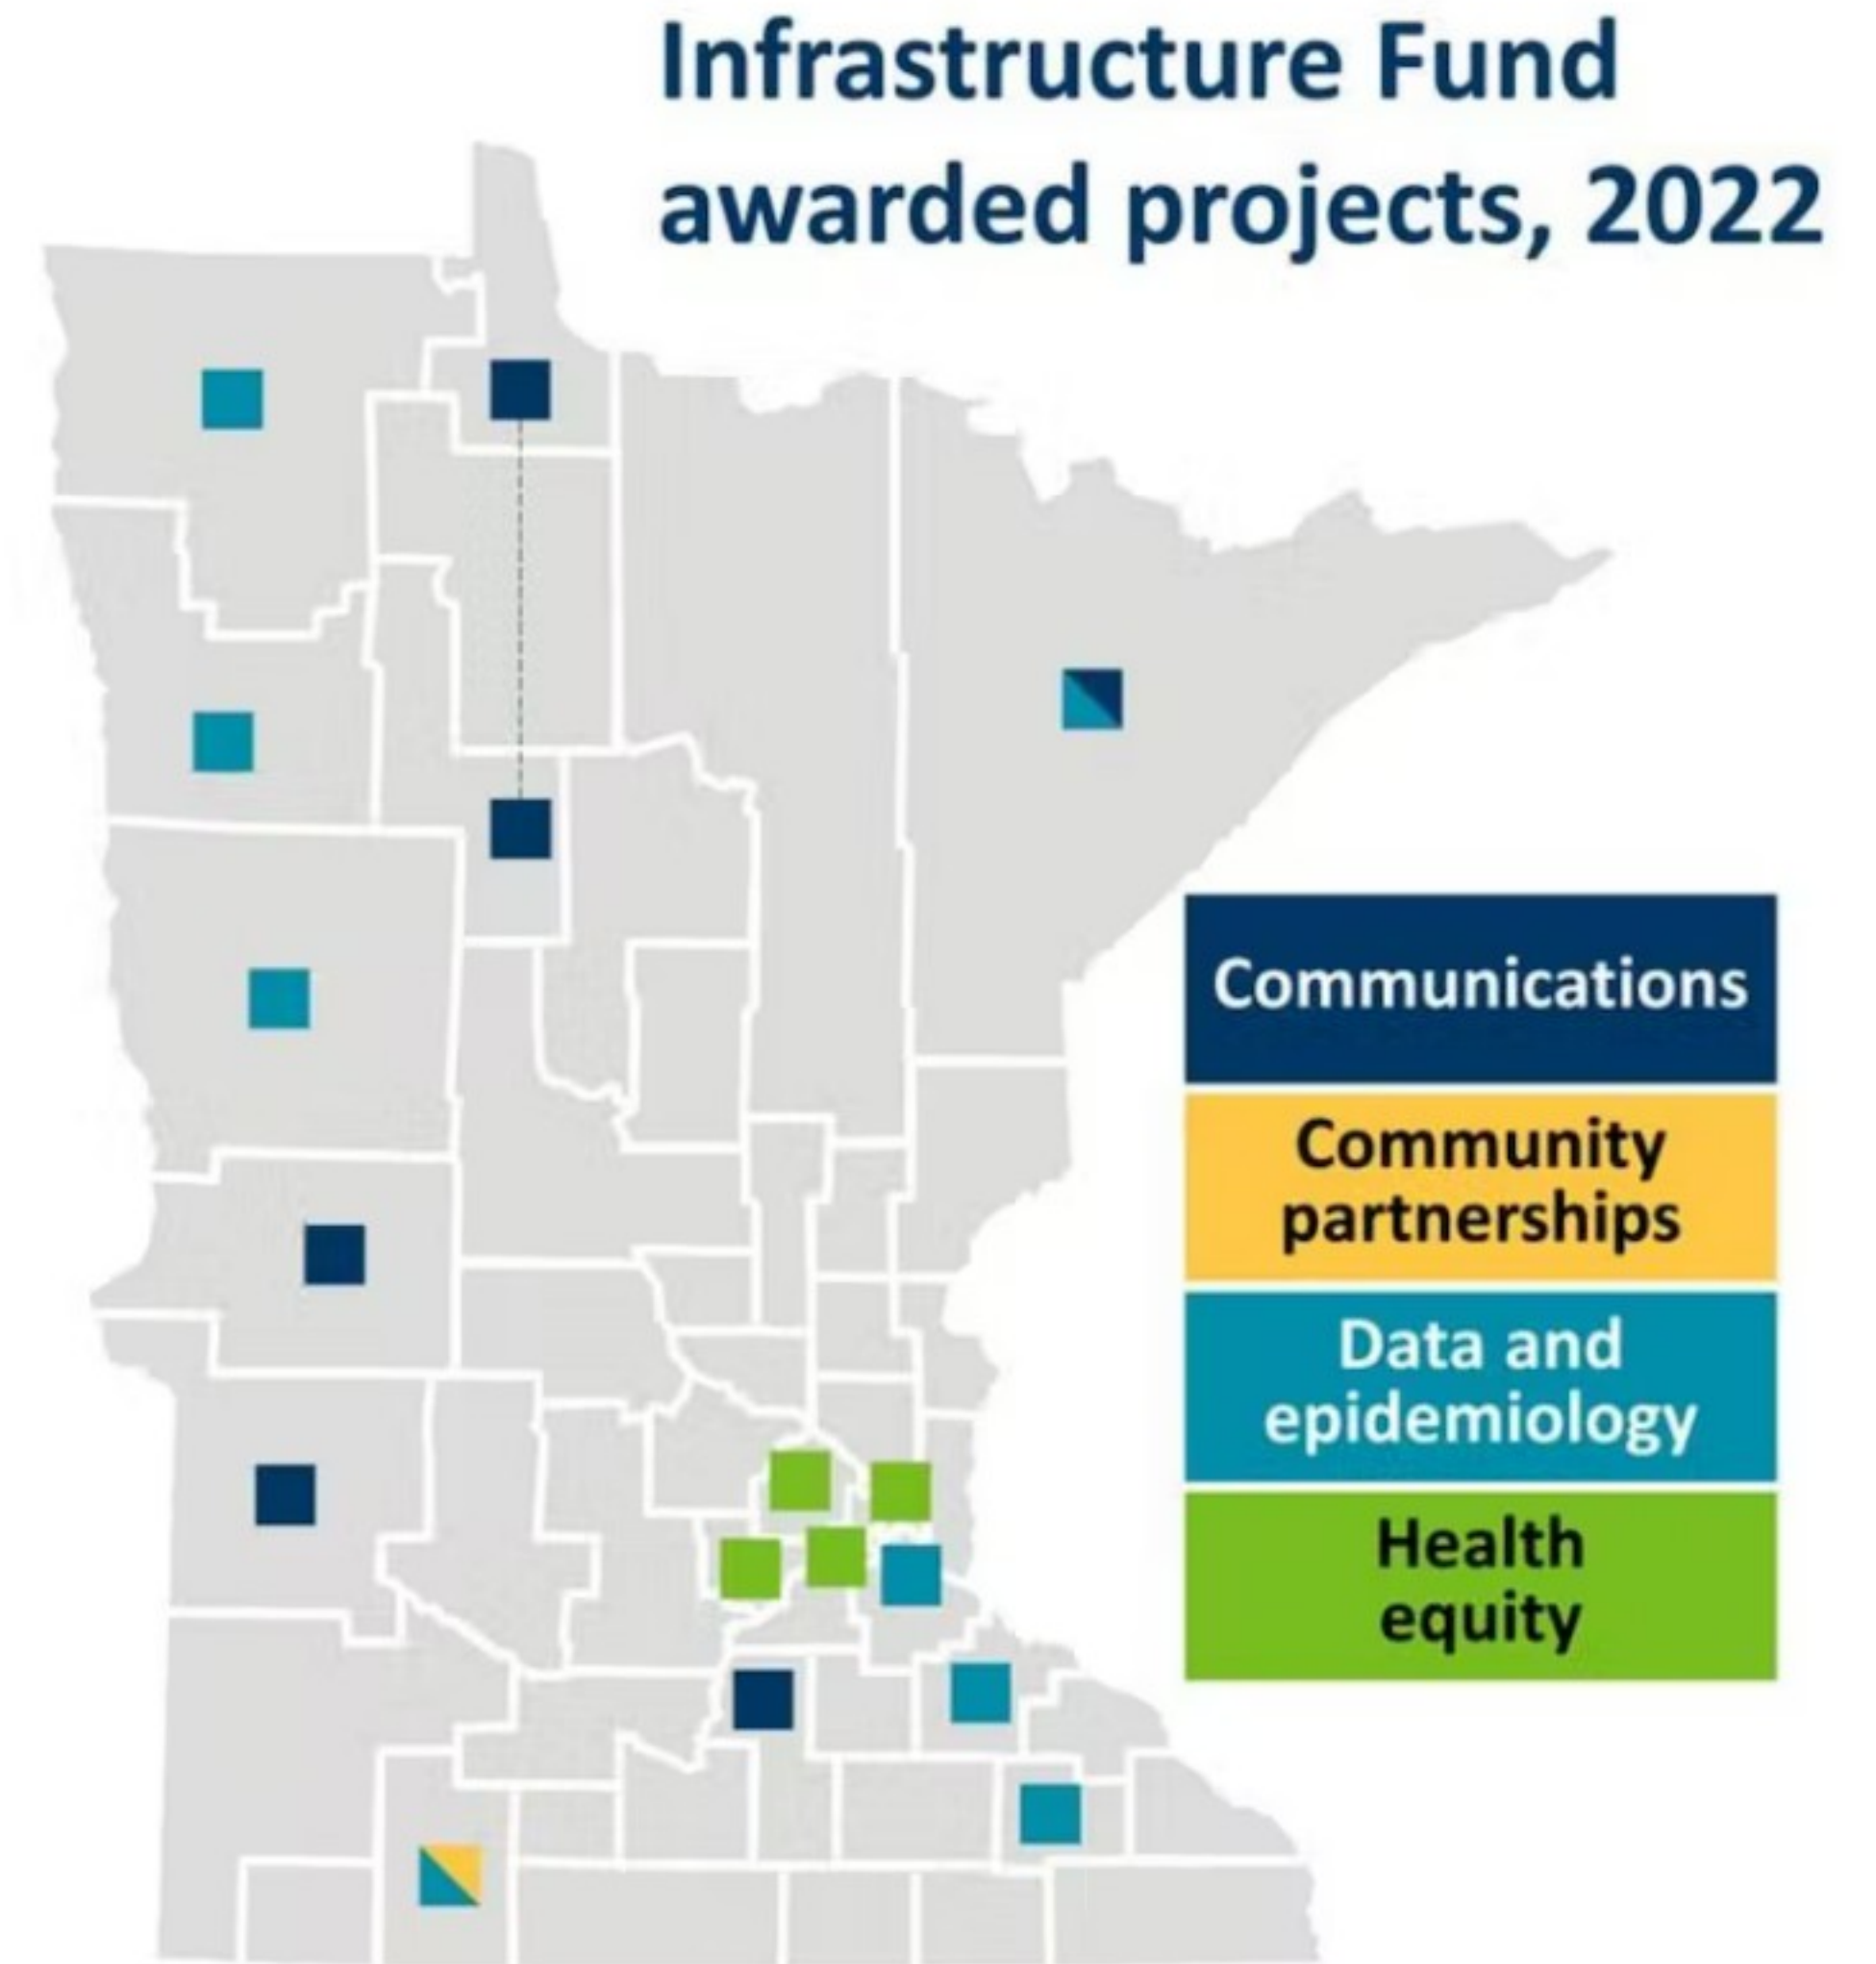 Infrastructure Fund
awarded projects, 2022
Communications
Community
partnerships
Data and
epidemiology
Health
equity